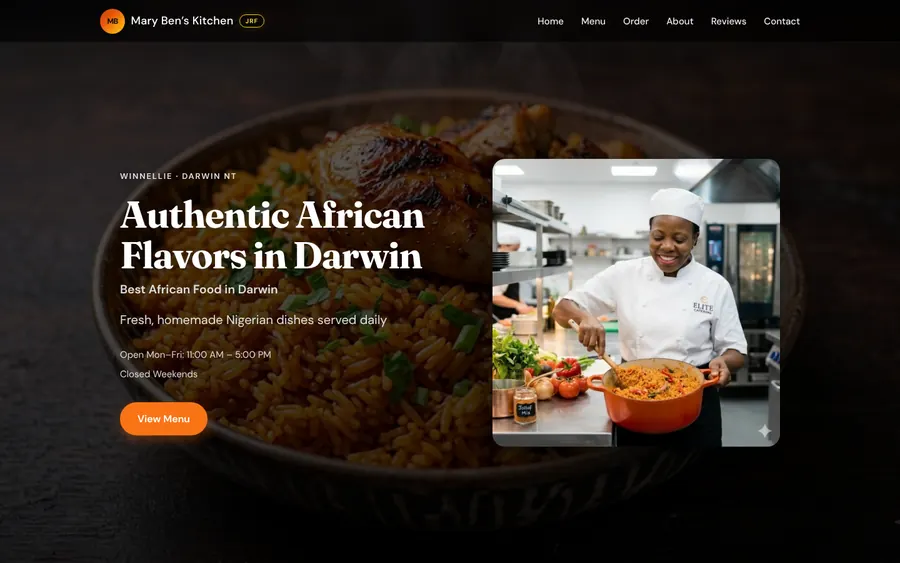 MB Mary Ben's Kitchen JRF
Home Menu Order About Reviews Contact
WINNELLIE · DARWIN NT
Authentic African
Flavors in Darwin
Best African Food in Darwin
Fresh, homemade Nigerian dishes served daily
Open Mon–Fri: 11:00 AM – 5:00 PM
Closed Weekends
View Menu
ELITE